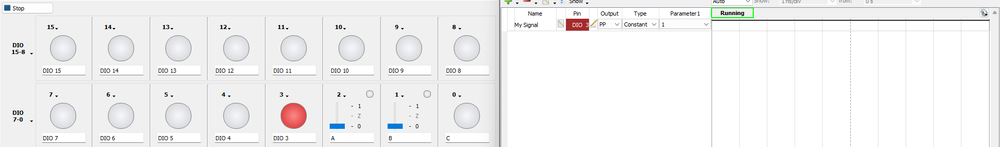 Stop
Show
Auto
Show:
1 ns/div
from:
0 s
Name
Pin
Output
Type
Parameter1
Running
My Signal
DIO 3
PP
Constant
1
DIO
15-8
15
14
13
12
11
10
9
8
DIO 15
DIO 14
DIO 13
DIO 12
DIO 11
DIO 10
DIO 9
DIO 8
DIO
7-0
7
6
5
4
3
2
1
0
- 1
- Z
- 0
- 1
- Z
- 0
DIO 7
DIO 6
DIO 5
DIO 4
DIO 3
A
B
C